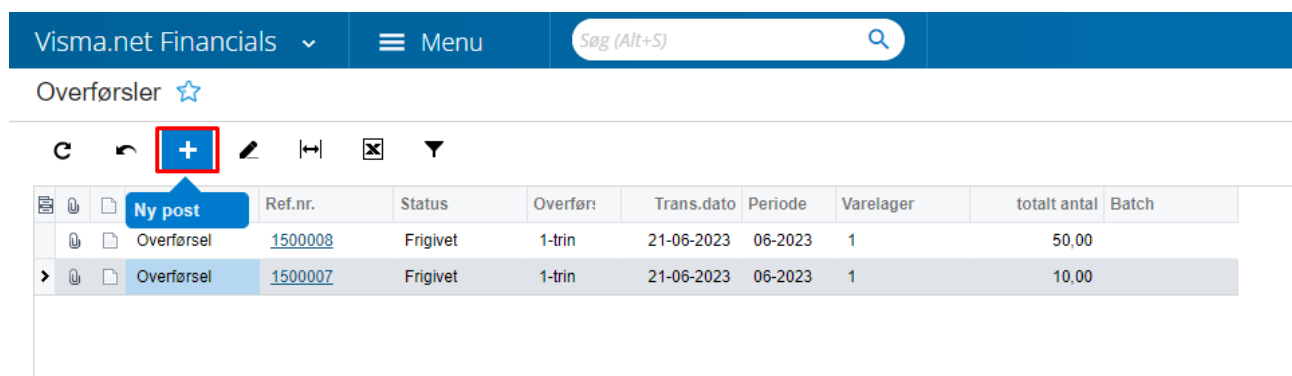 Visma.net Financials Menu Søg (Alt+S)
Overførsler
Ny post Ref.nr. Status Overførs Trans.dato Periode Varelager totalt antal Batch
Overførsel 1500008 Frigivet 1-trin 21-06-2023 06-2023 1 50,00
Overførsel 1500007 Frigivet 1-trin 21-06-2023 06-2023 1 10,00